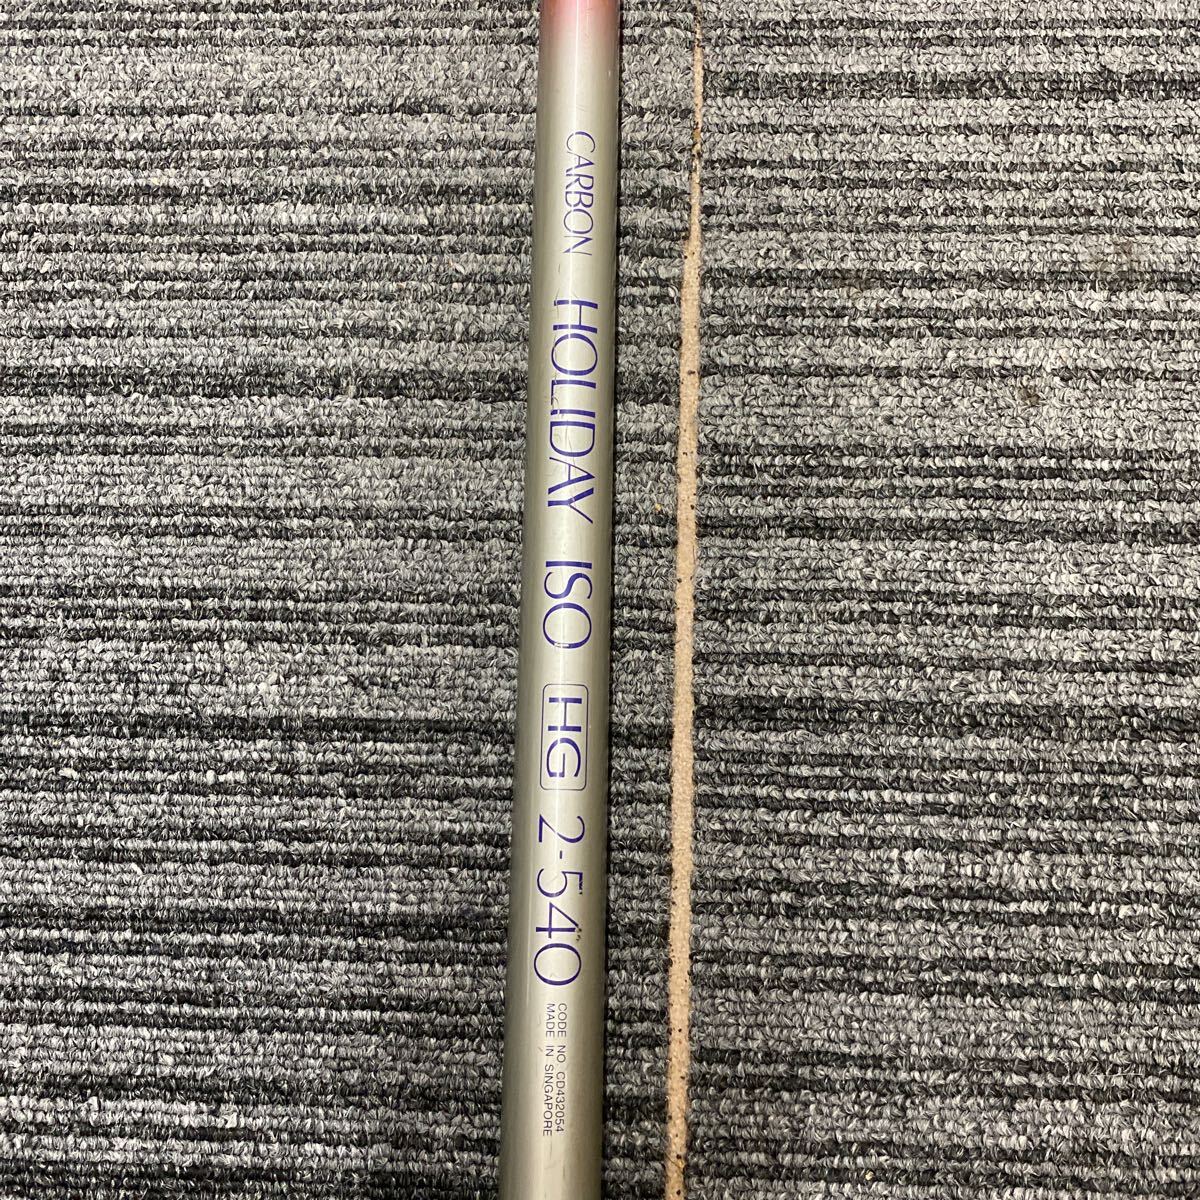 CARBON HOLIDAY ISO HG 2-540
CODE NO CD432054
MADE IN SINGAPORE